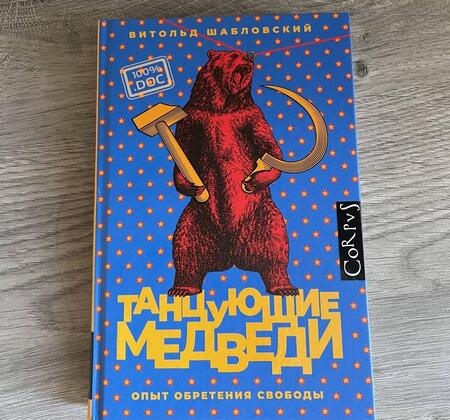 ВИТОЛЬД ШАБЛОВСКИЙ
100%
.DOC
CORPVS
ТАНЦУЮЩИЕ
МЕДВЕДИ
ОПЫТ ОБРЕТЕНИЯ СВОБОДЫ